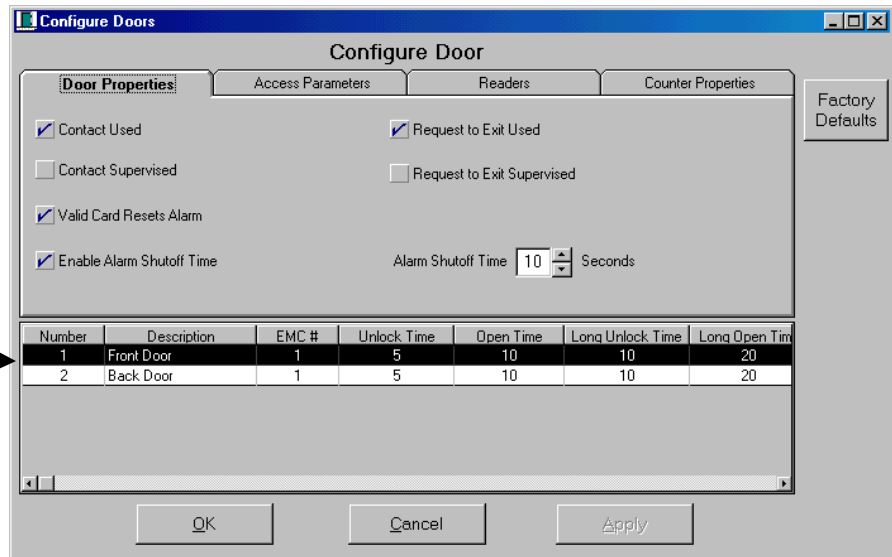 Configure Doors
Configure Door
Door Properties Access Parameters Readers Counter Properties
Factory
Defaults
Contact Used Request to Exit Used
Contact Supervised Request to Exit Supervised
Valid Card Resets Alarm
Enable Alarm Shutoff Time Alarm Shutoff Time 10 Seconds
Number Description EMC # Unlock Time Open Time Long Unlock Time Long Open Tim
1 Front Door 1 5 10 10 20
2 Back Door 1 5 10 10 20
OK Cancel Apply